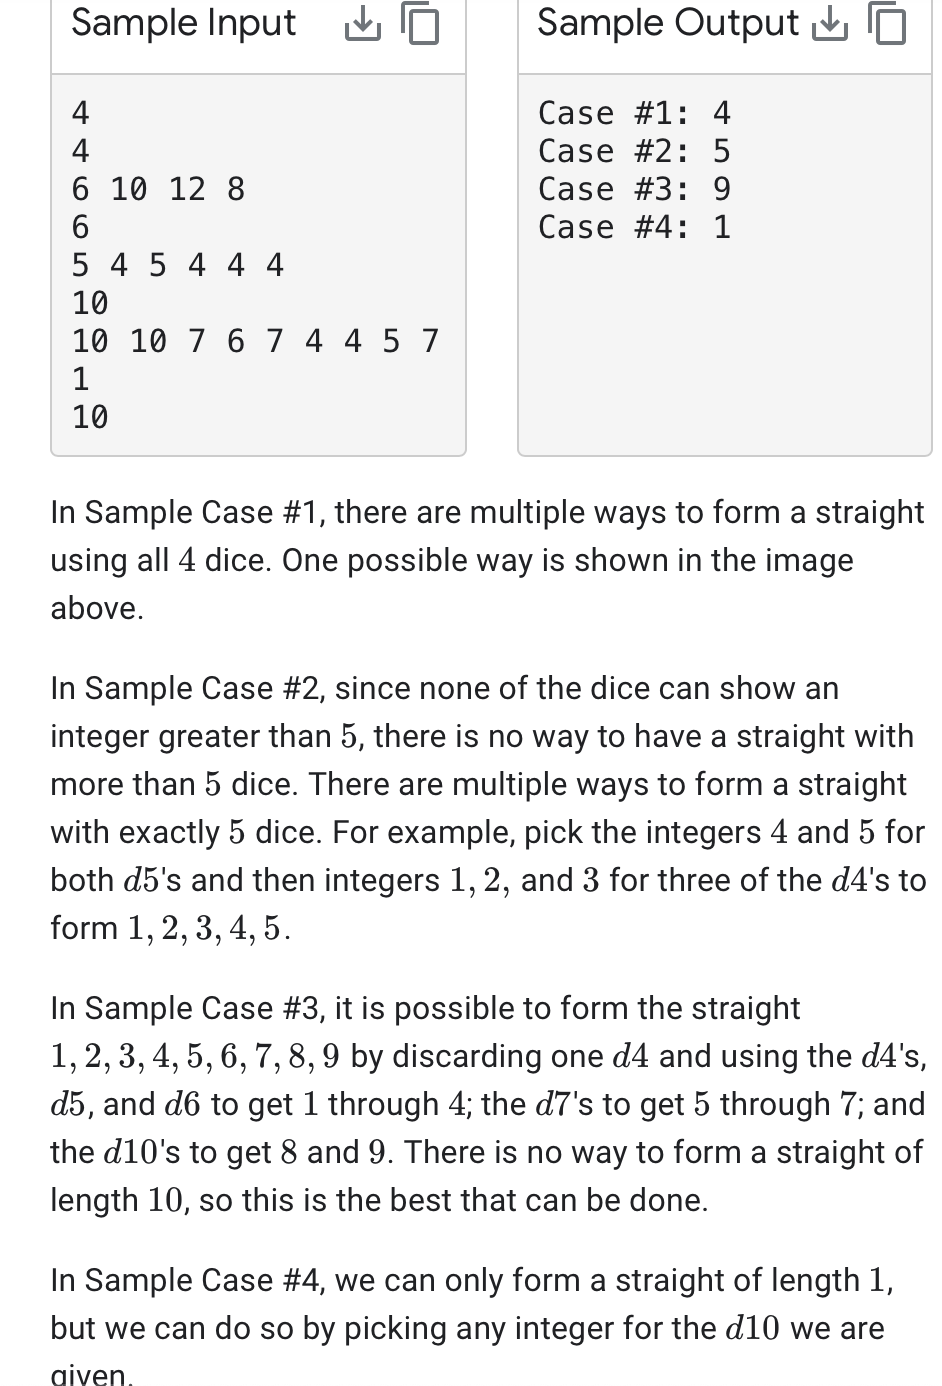 Sample Input
Sample Output
4
4
6 10 12 8
6
5 4 5 4 4 4
10
10 10 7 6 7 4 4 5 7
1
10
Case #1: 4
Case #2: 5
Case #3: 9
Case #4: 1
In Sample Case #1, there are multiple ways to form a straight
using all 4 dice. One possible way is shown in the image
above.
In Sample Case #2, since none of the dice can show an
integer greater than 5, there is no way to have a straight with
more than 5 dice. There are multiple ways to form a straight
with exactly 5 dice. For example, pick the integers 4 and 5 for
both d5's and then integers 1, 2, and 3 for three of the d4's to
form 1, 2, 3, 4, 5.
In Sample Case #3, it is possible to form the straight
1, 2, 3, 4, 5, 6, 7, 8, 9 by discarding one d4 and using the d4's,
d5, and d6 to get 1 through 4; the d7's to get 5 through 7; and
the d10's to get 8 and 9. There is no way to form a straight of
length 10, so this is the best that can be done.
In Sample Case #4, we can only form a straight of length 1,
but we can do so by picking any integer for the d10 we are
given.